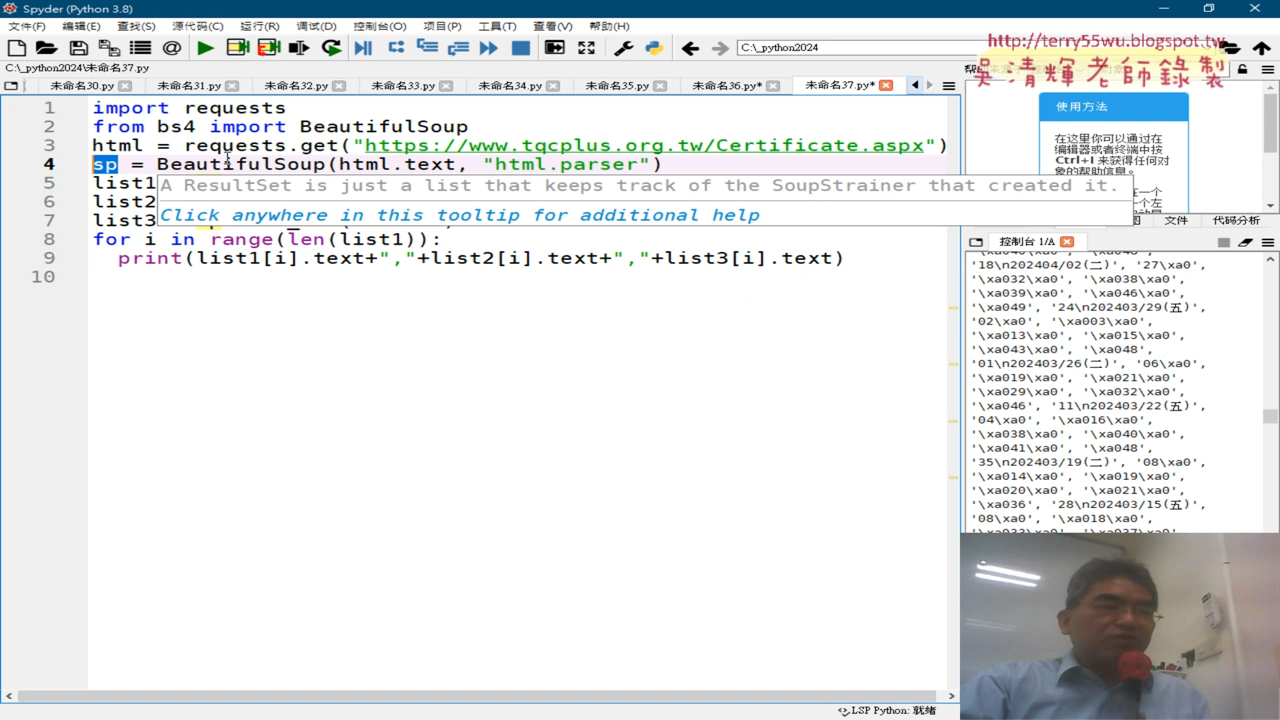 Spyder (Python 3.8)
文件(F) 编辑(E) 查找(S) 源代码(C) 运行(R) 调试(D) 控制台(O) 项目(P) 工具(T) 查看(V) 帮助(H)
C:\_python2024
http://terry55wu.blogspot.tw
吳清輝老師錄製
C:\_python2024\未命名37.py
未命名30.py 未命名31.py 未命名32.py 未命名33.py 未命名34.py 未命名35.py 未命名36.py* 未命名37.py*
1 import requests
2 from bs4 import BeautifulSoup
3 html = requests.get("https://www.tqcplus.org.tw/Certificate.aspx")
4 sp = BeautifulSoup(html.text, "html.parser")
5 list1
6 list2
7 list3
8 for i in range(len(list1)):
9 print(list1[i].text+","+list2[i].text+","+list3[i].text)
10
A ResultSet is just a list that keeps track of the SoupStrainer that created it.
Click anywhere in this tooltip for additional help
使用方法
在这里你可以通过在
编辑器或者终端中按
Ctrl+I 来获得任何对
象的帮助信息。
文件 代码分析
控制台 1/A
'18\n202404/02(二)', '27\xa0',
'\xa032\xa0', '\xa038\xa0',
'\xa039\xa0', '\xa046\xa0',
'\xa049', '24\n202403/29(五)',
'02\xa0', '\xa003\xa0',
'\xa013\xa0', '\xa015\xa0',
'\xa043\xa0', '\xa048',
'01\n202403/26(二)', '06\xa0',
'\xa019\xa0', '\xa021\xa0',
'\xa029\xa0', '\xa032\xa0',
'\xa046', '11\n202403/22(五)',
'04\xa0', '\xa016\xa0',
'\xa038\xa0', '\xa040\xa0',
'\xa041\xa0', '\xa048',
'35\n202403/19(二)', '08\xa0',
'\xa014\xa0', '\xa019\xa0',
'\xa020\xa0', '\xa021\xa0',
'\xa036', '28\n202403/15(五)',
'08\xa0', '\xa018\xa0',
LSP Python: 就绪